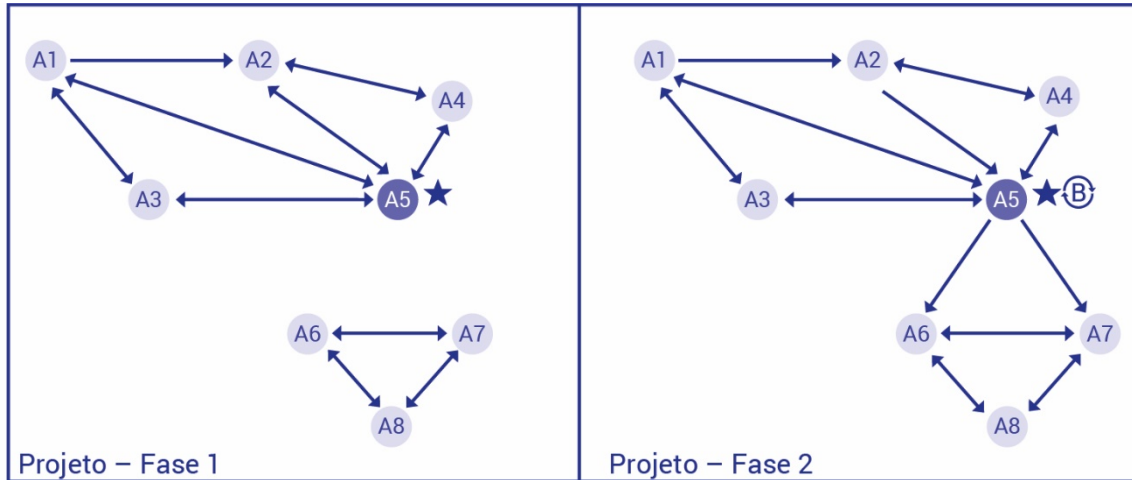 A1
A2
A4
A3
A5
A6
A7
A8
Projeto – Fase 1
A1
A2
A4
A3
A5
B
A6
A7
A8
Projeto – Fase 2